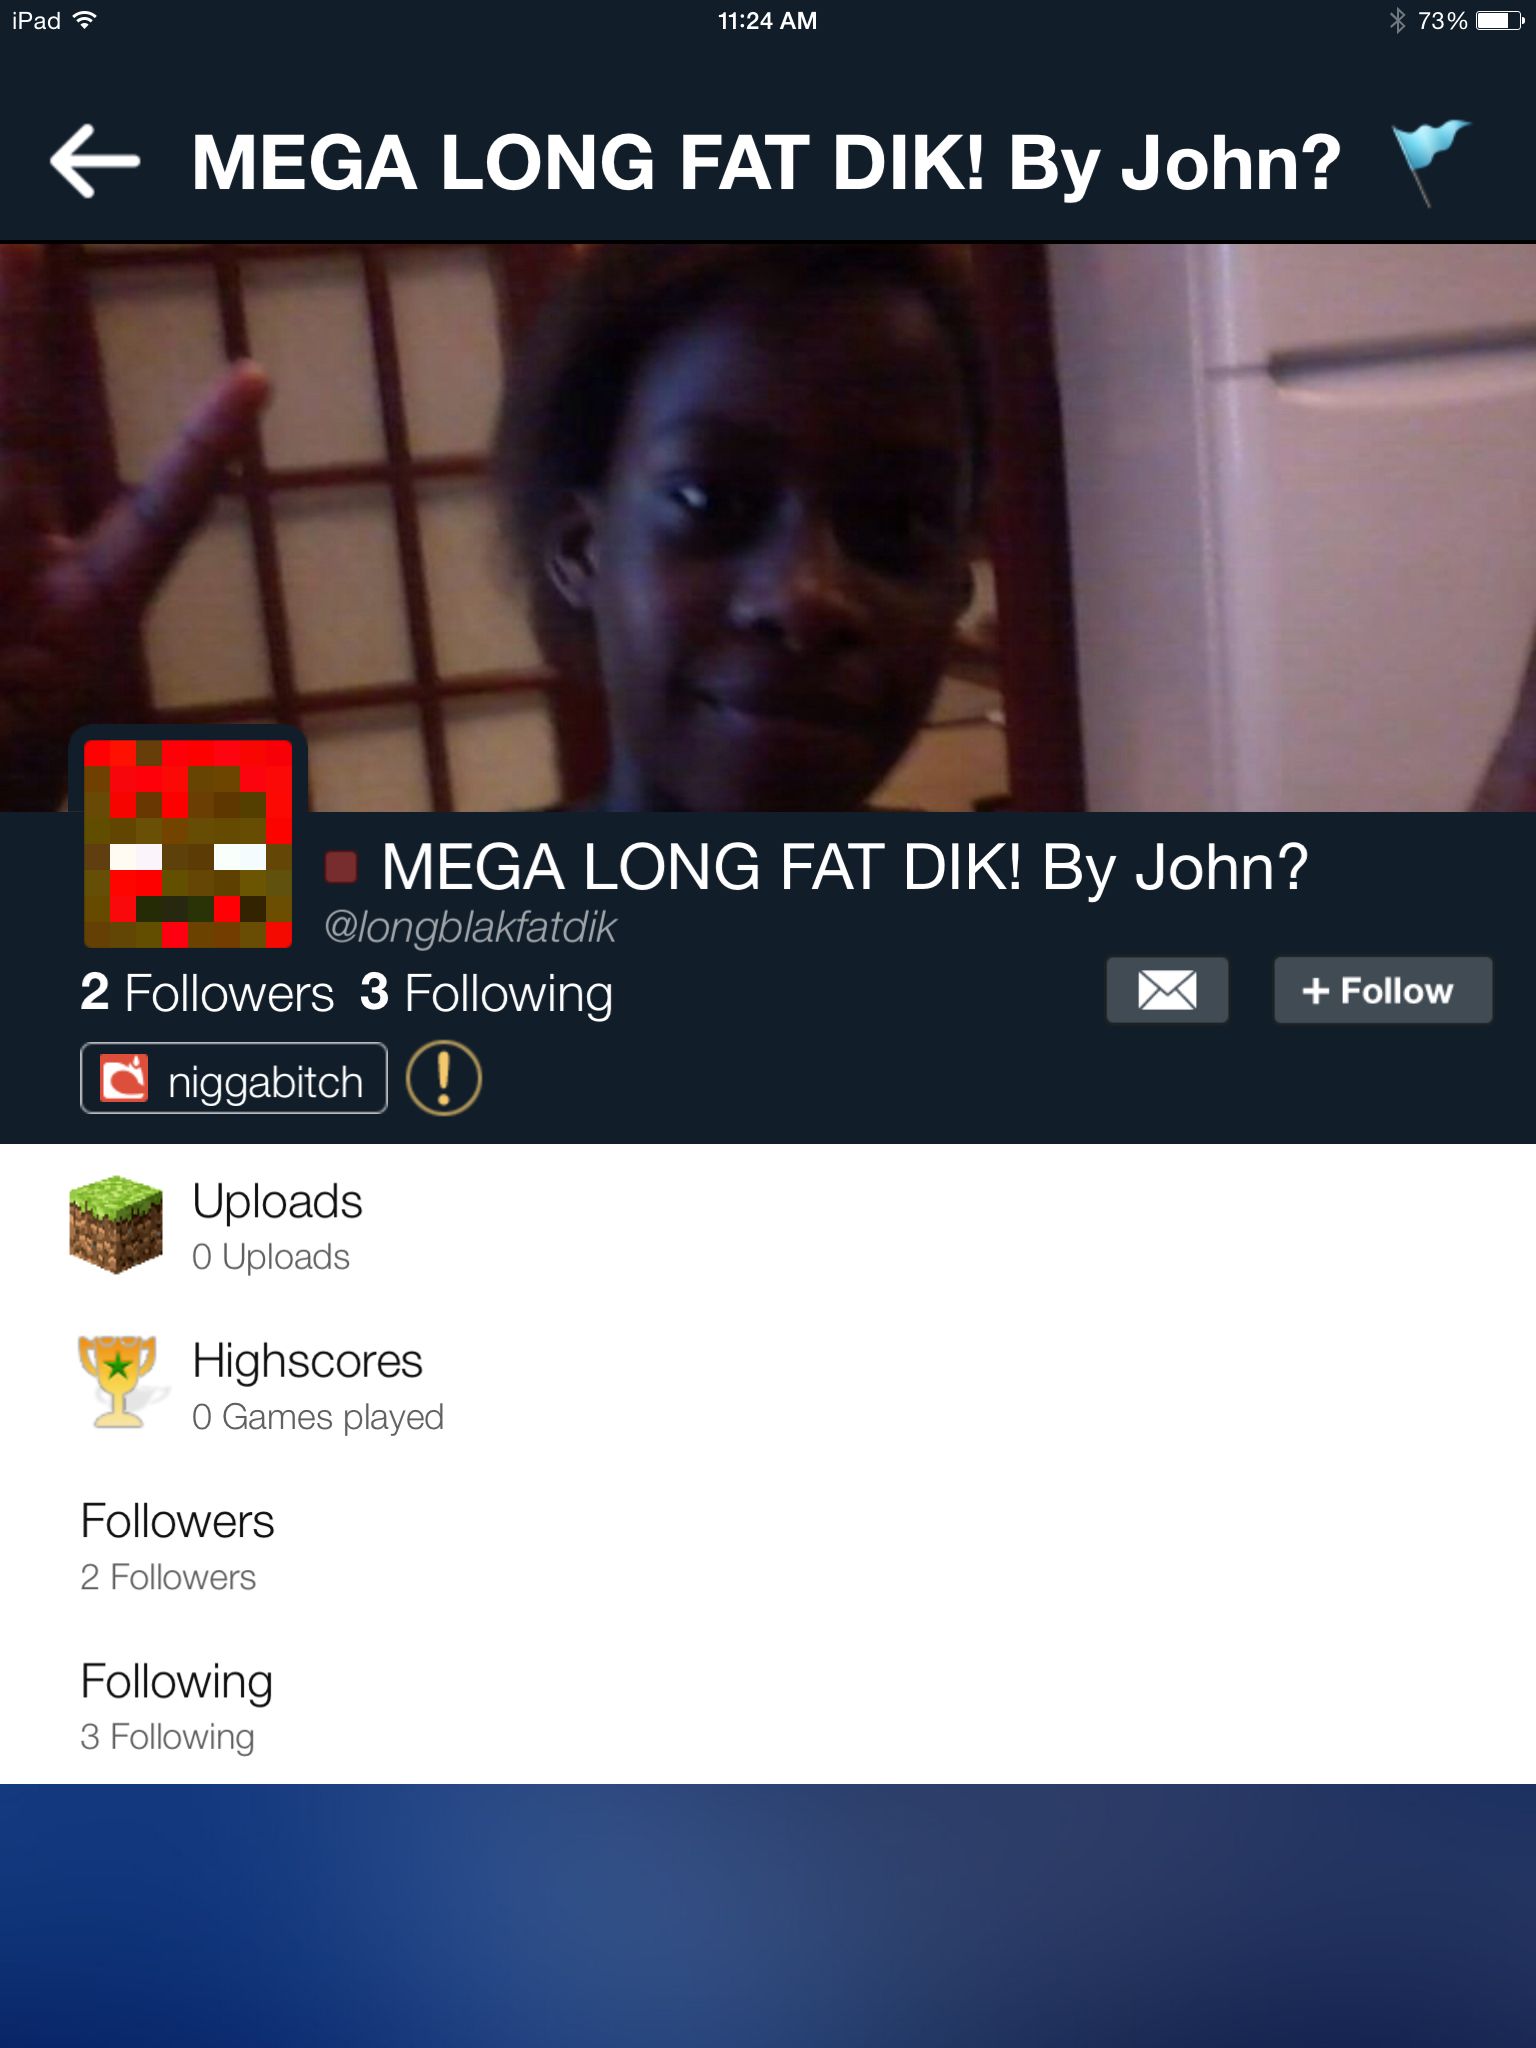 iPad 11:24 AM 73%
MEGA LONG FAT DIK! By John?
MEGA LONG FAT DIK! By John?
@longblakfatdik
2 Followers 3 Following
+ Follow
niggabitch
Uploads
0 Uploads
Highscores
0 Games played
Followers
2 Followers
Following
3 Following